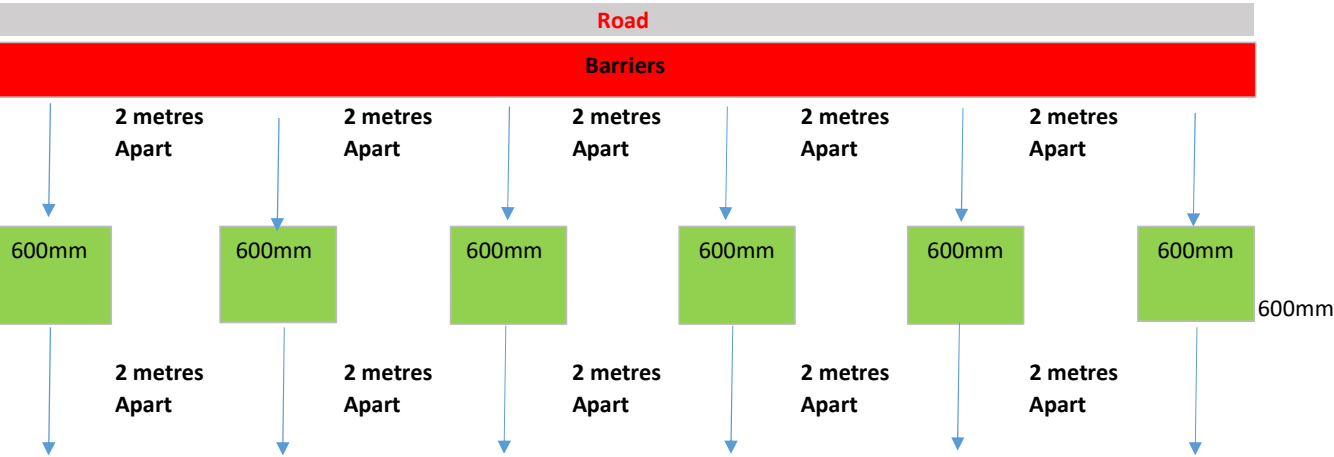 Road
Barriers
2 metres 2 metres 2 metres 2 metres 2 metres
Apart Apart Apart Apart Apart
600mm 600mm 600mm 600mm 600mm 600mm
600mm
2 metres 2 metres 2 metres 2 metres 2 metres
Apart Apart Apart Apart Apart